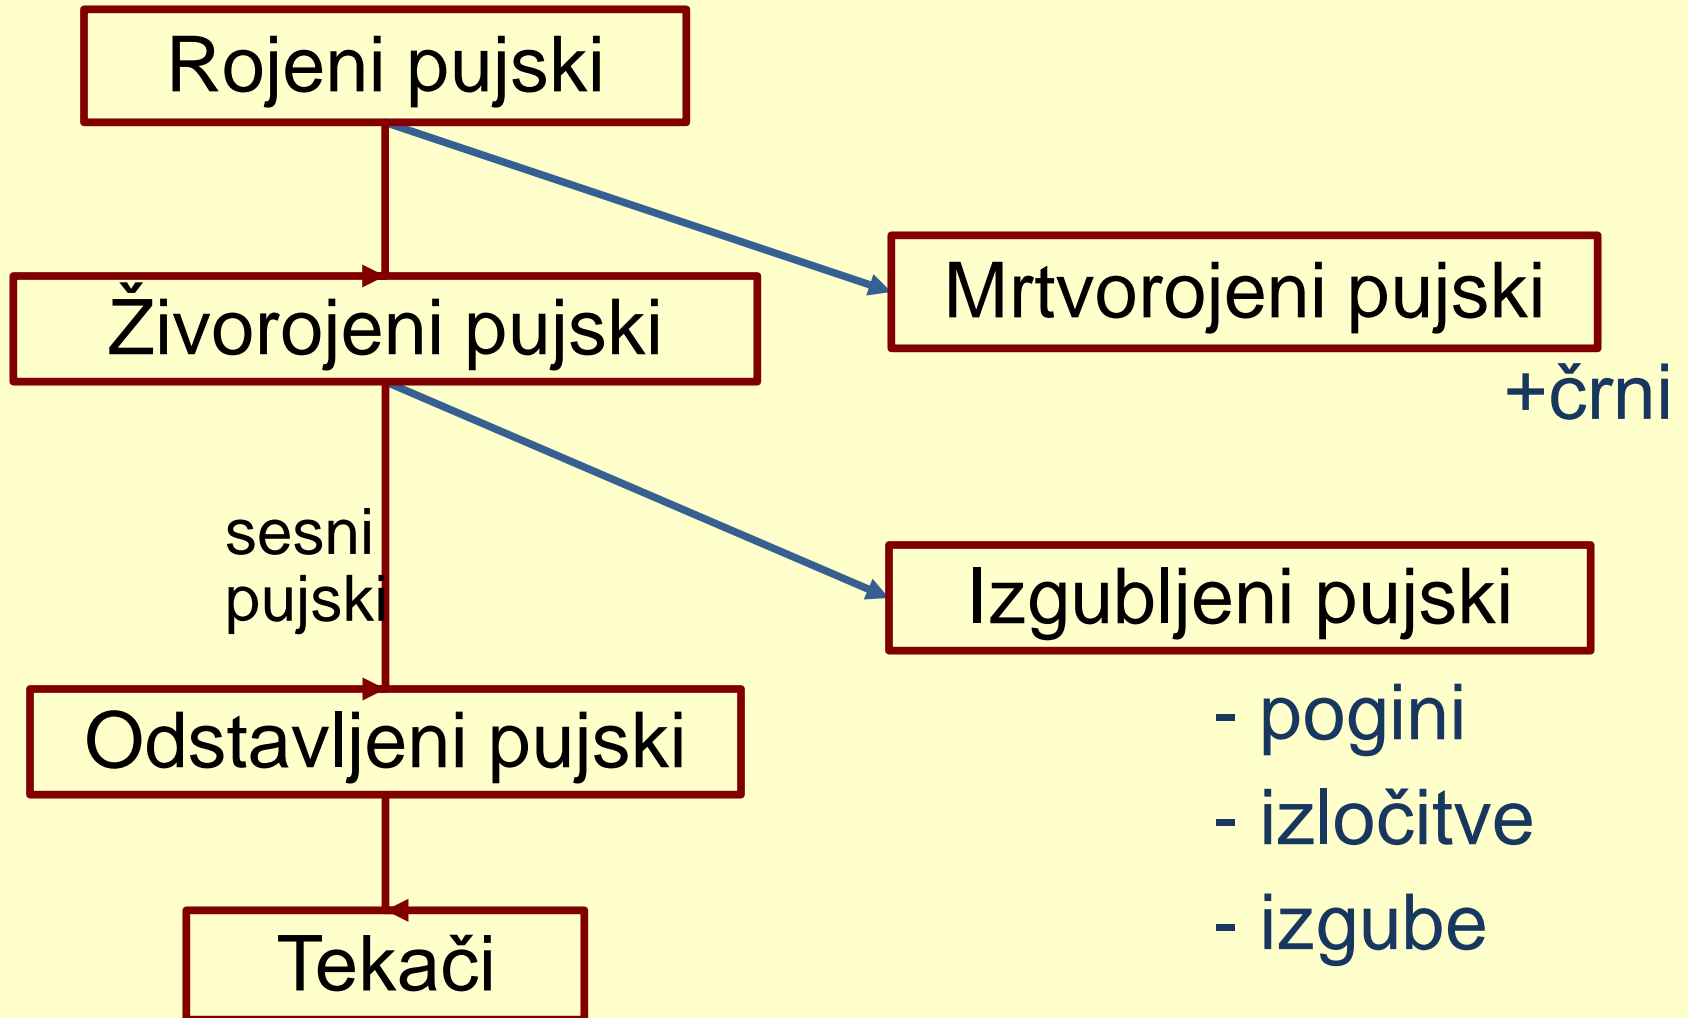 Rojeni pujski
Mrtvorojeni pujski
Živorojeni pujski
+črni
sesni
pujski
Izgubljeni pujski
Odstavljeni pujski
- pogini
- izločitve
- izgube
Tekači